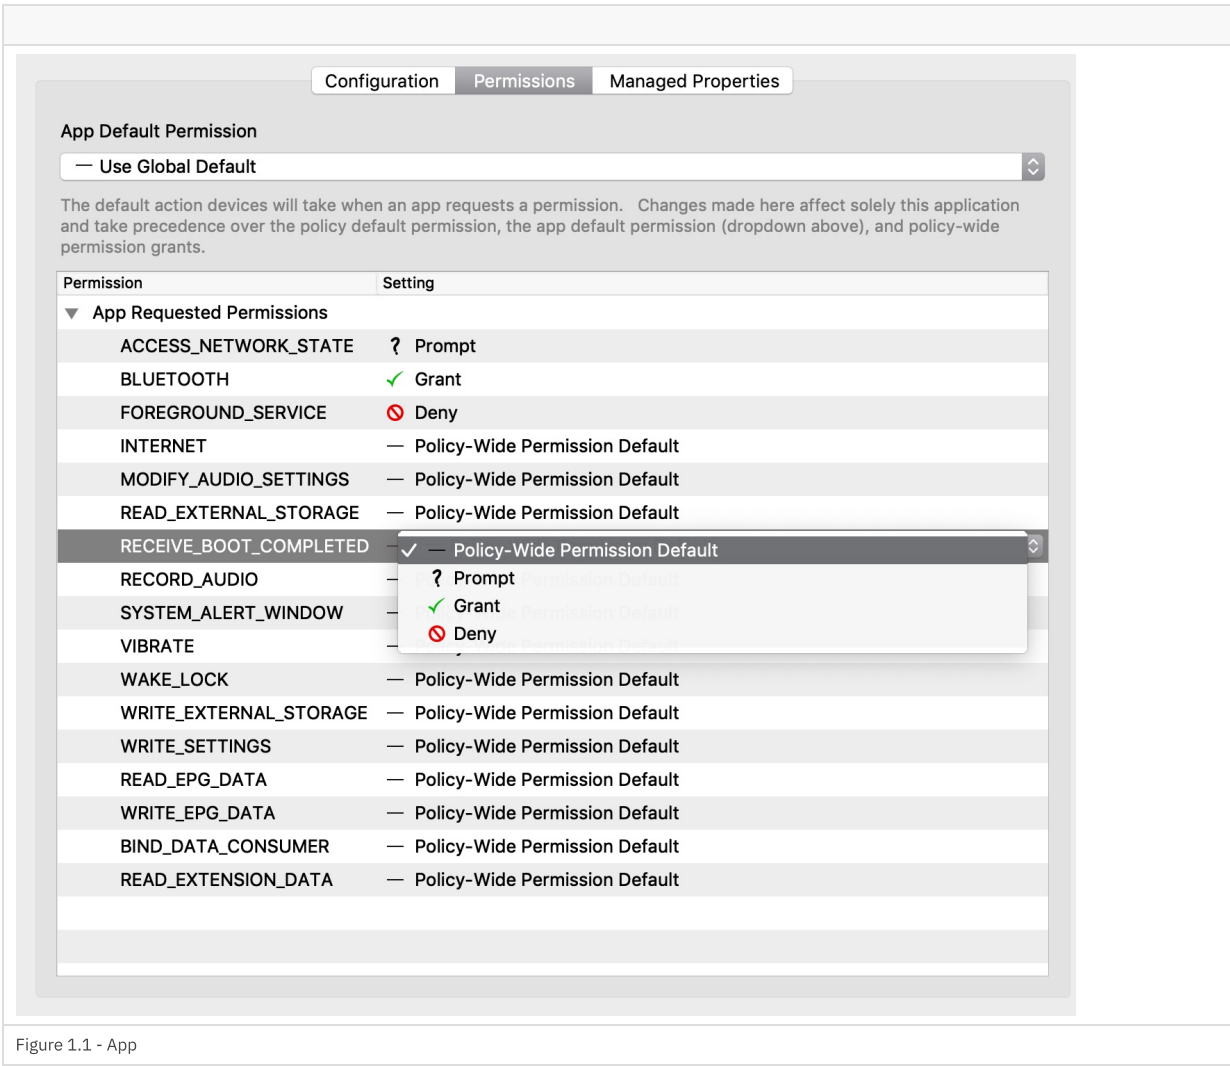 Configuration Permissions Managed Properties
App Default Permission
— Use Global Default
The default action devices will take when an app requests a permission. Changes made here affect solely this application
and take precedence over the policy default permission, the app default permission (dropdown above), and policy-wide
permission grants.
Permission Setting
App Requested Permissions
ACCESS_NETWORK_STATE ? Prompt
BLUETOOTH ✓ Grant
FOREGROUND_SERVICE Deny
INTERNET — Policy-Wide Permission Default
MODIFY_AUDIO_SETTINGS — Policy-Wide Permission Default
READ_EXTERNAL_STORAGE — Policy-Wide Permission Default
RECEIVE_BOOT_COMPLETED ✓ — Policy-Wide Permission Default
RECORD_AUDIO — ? Prompt
SYSTEM_ALERT_WINDOW — ✓ Grant
VIBRATE — Deny
WAKE_LOCK — Policy-Wide Permission Default
WRITE_EXTERNAL_STORAGE — Policy-Wide Permission Default
WRITE_SETTINGS — Policy-Wide Permission Default
READ_EPG_DATA — Policy-Wide Permission Default
WRITE_EPG_DATA — Policy-Wide Permission Default
BIND_DATA_CONSUMER — Policy-Wide Permission Default
READ_EXTENSION_DATA — Policy-Wide Permission Default
Figure 1.1 - App